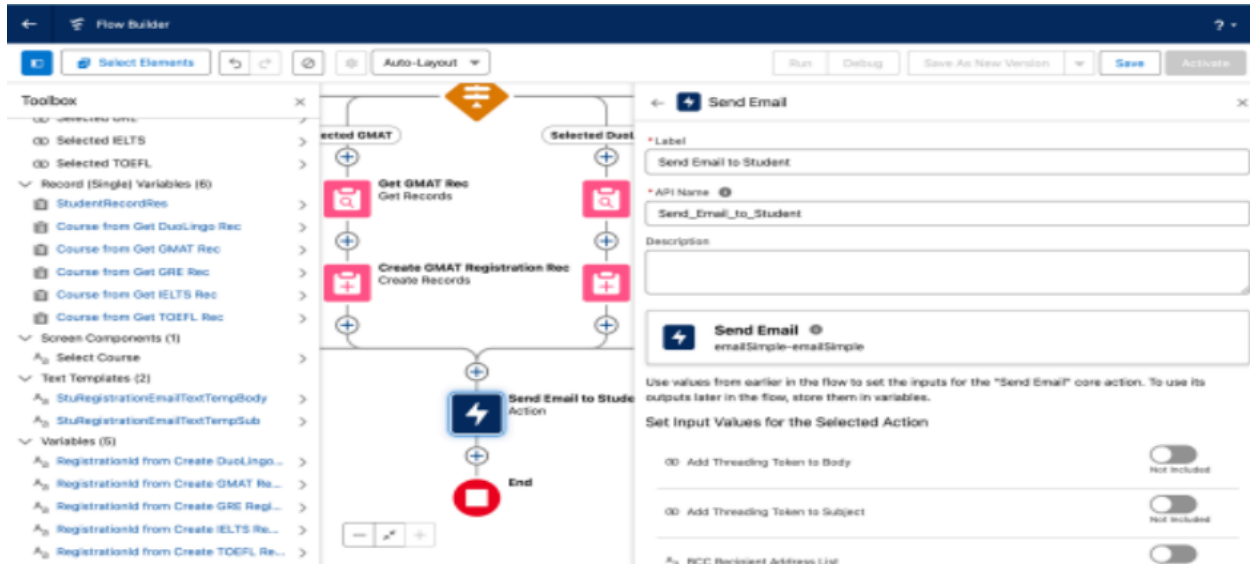 Flow Builder
?
Select Elements
Auto-Layout
Run
Debug
Save As New Version
Save
Activate
Toolbox
Selected GRE
Selected IELTS
Selected TOEFL
Record (Single) Variables (6)
StudentRecordRes
Course from Get DuoLingo Rec
Course from Get GMAT Rec
Course from Get GRE Rec
Course from Get IELTS Rec
Course from Get TOEFL Rec
Screen Components (1)
Select Course
Text Templates (2)
StuRegistrationEmailTextTempBody
StuRegistrationEmailTextTempSub
Variables (5)
RegistrationId from Create DuoLingo...
RegistrationId from Create GMAT Re...
RegistrationId from Create GRE Regi...
RegistrationId from Create IELTS Re...
RegistrationId from Create TOEFL Re...
ected GMAT
Selected DuoL
Get GMAT Rec
Get Records
Create GMAT Registration Rec
Create Records
Send Email to Stude
Action
End
Send Email
*Label
Send Email to Student
*API Name
Send_Email_to_Student
Description
Send Email
emailSimple-emailSimple
Use values from earlier in the flow to set the inputs for the "Send Email" core action. To use its
outputs later in the flow, store them in variables.
Set Input Values for the Selected Action
Add Threading Token to Body
Not Included
Add Threading Token to Subject
Not Included
BCC Recipient Address List